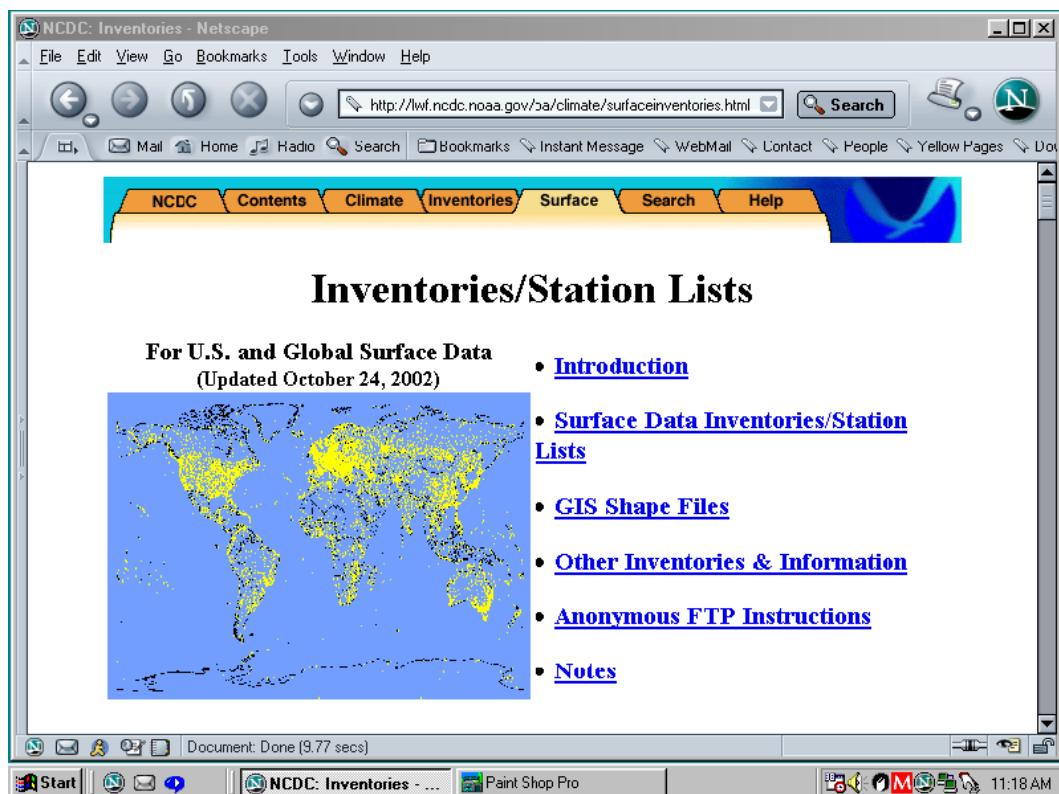 NCDC: Inventories - Netscape
File Edit View Go Bookmarks Tools Window Help
http://lwf.ncdc.noaa.gov/oa/climate/surfaceinventories.html Search N
Mail Home Radio Search Bookmarks Instant Message WebMail Contact People Yellow Pages Dou
NCDC Contents Climate Inventories Surface Search Help
Inventories/Station Lists
For U.S. and Global Surface Data
(Updated October 24, 2002)
• Introduction
• Surface Data Inventories/Station
Lists
• GIS Shape Files
• Other Inventories & Information
• Anonymous FTP Instructions
• Notes
Document: Done (9.77 secs)
Start NCDC: Inventories - ... Paint Shop Pro M 11:18 AM